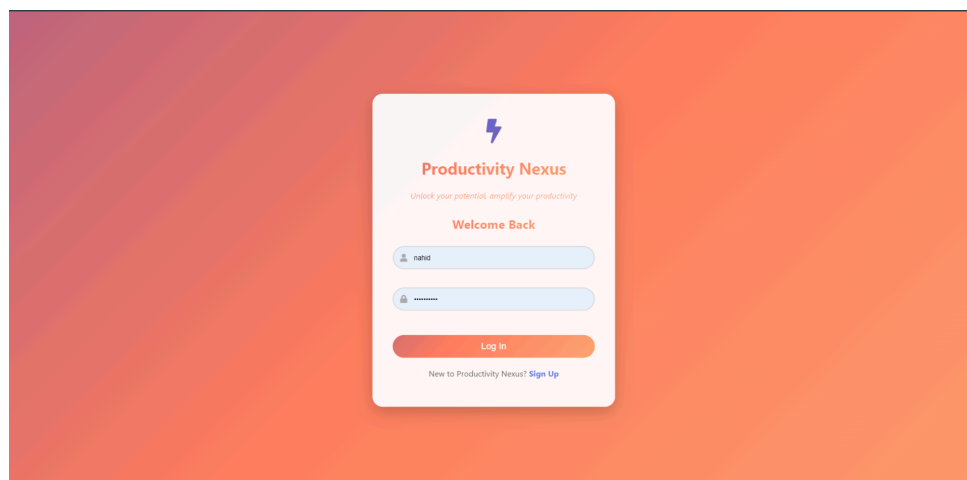 Productivity Nexus
Unlock your potential, amplify your productivity
Welcome Back
nahid
••••••••••
Log In
New to Productivity Nexus? Sign Up